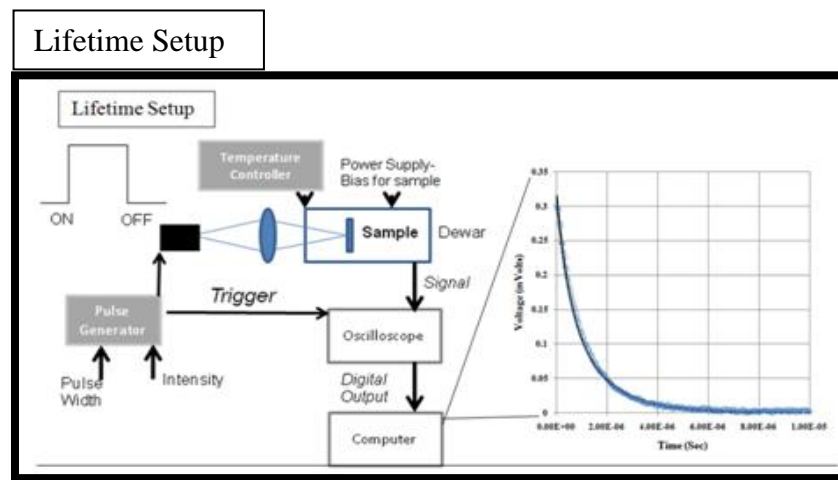 Lifetime Setup
Lifetime Setup
ON
OFF
Temperature
Controller
Power Supply-
Bias for sample
Sample
Dewar
Signal
Trigger
Pulse
Generator
Pulse
Width
Intensity
Oscilloscope
Digital
Output
Computer
Voltage (m Volts)
0.35
0.3
0.25
0.2
0.15
0.1
0.05
0
0.00E+00 2.00E-06 4.00E-06 6.00E-06 8.00E-06 1.00E-05
Time (Sec)